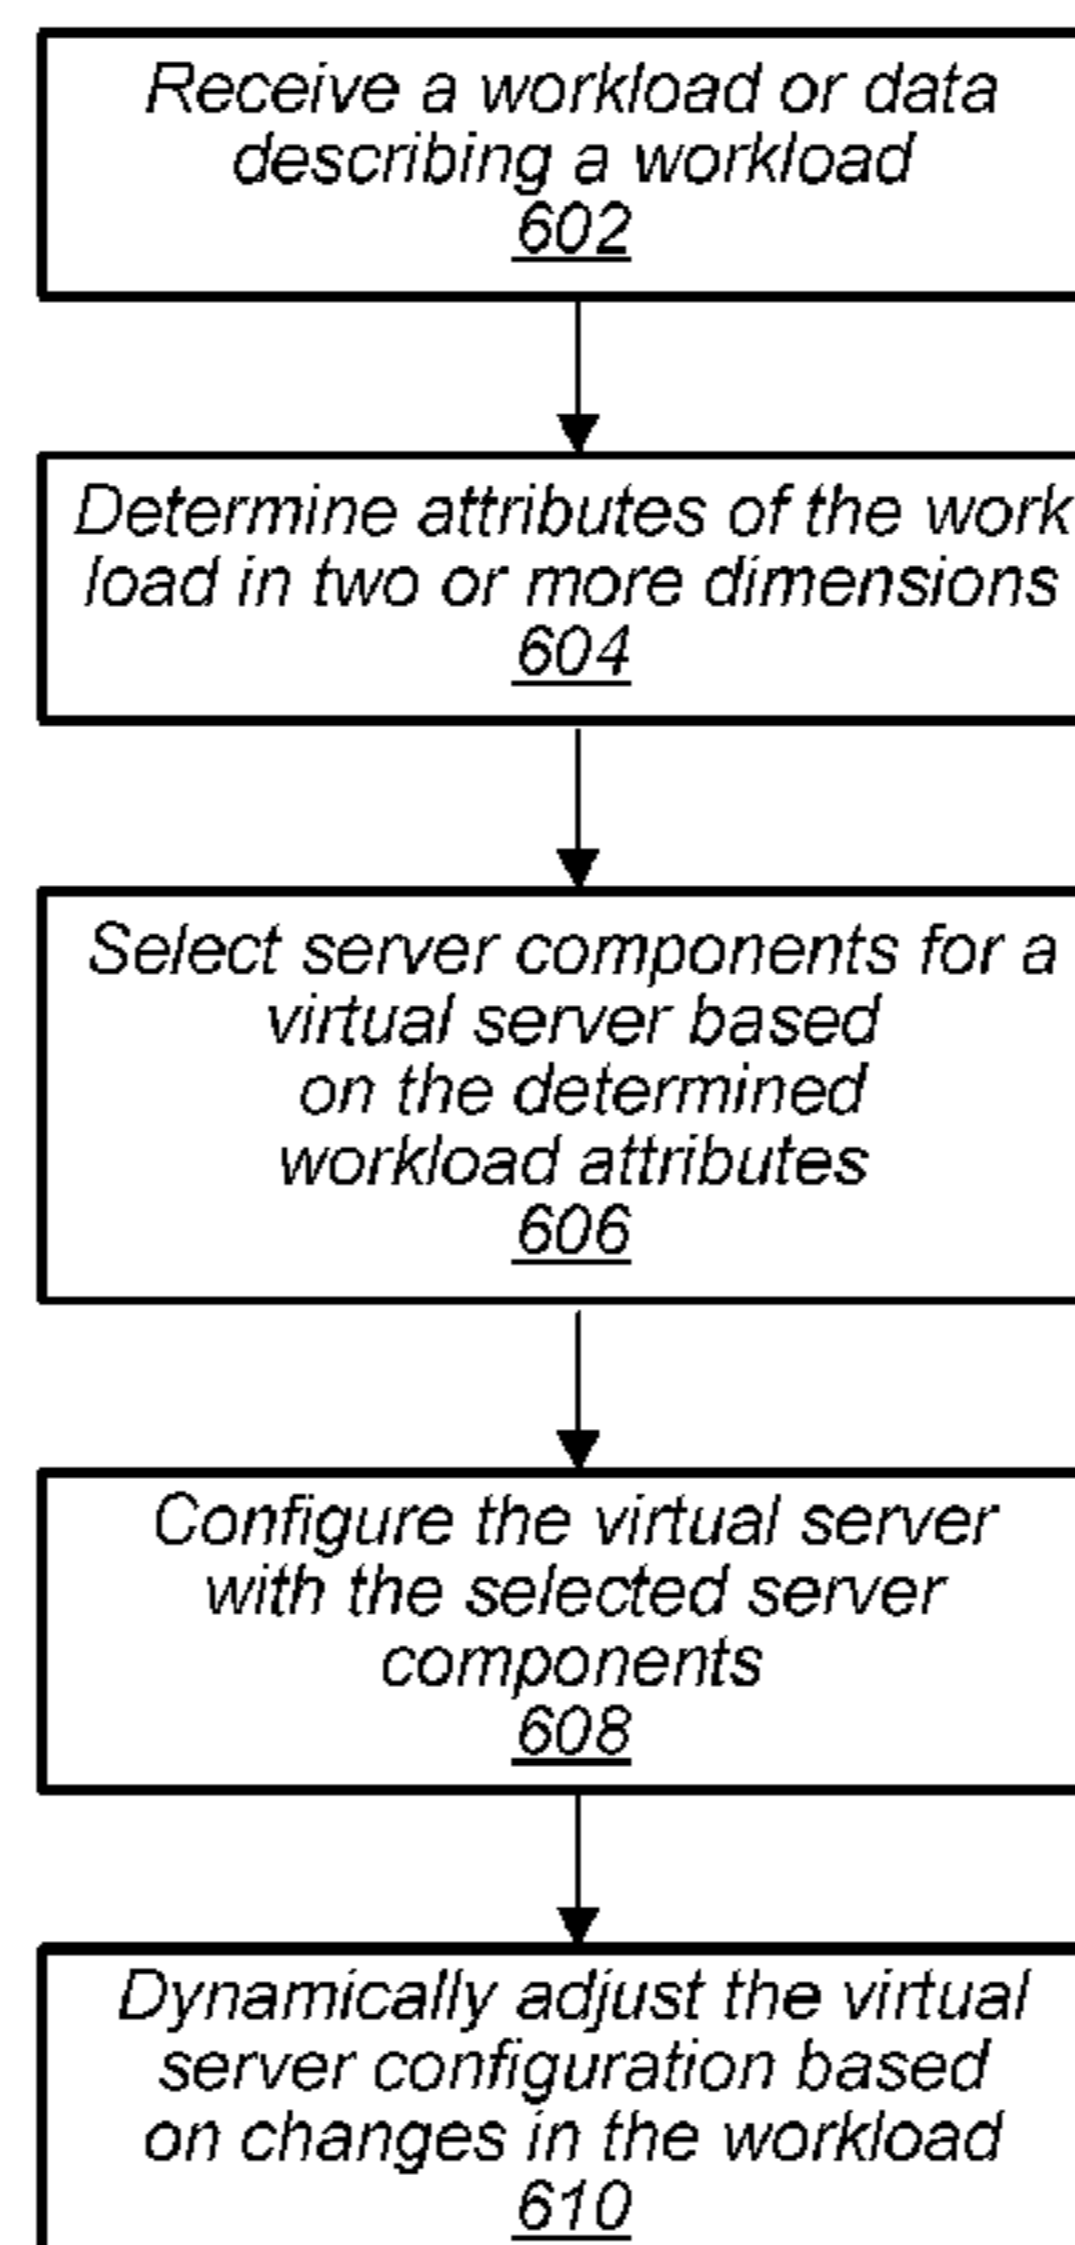 Receive a workload or data
describing a workload
602
Determine attributes of the work
load in two or more dimensions
604
Select server components for a
virtual server based
on the determined
workload attributes
606
Configure the virtual server
with the selected server
components
608
Dynamically adjust the virtual
server configuration based
on changes in the workload
610